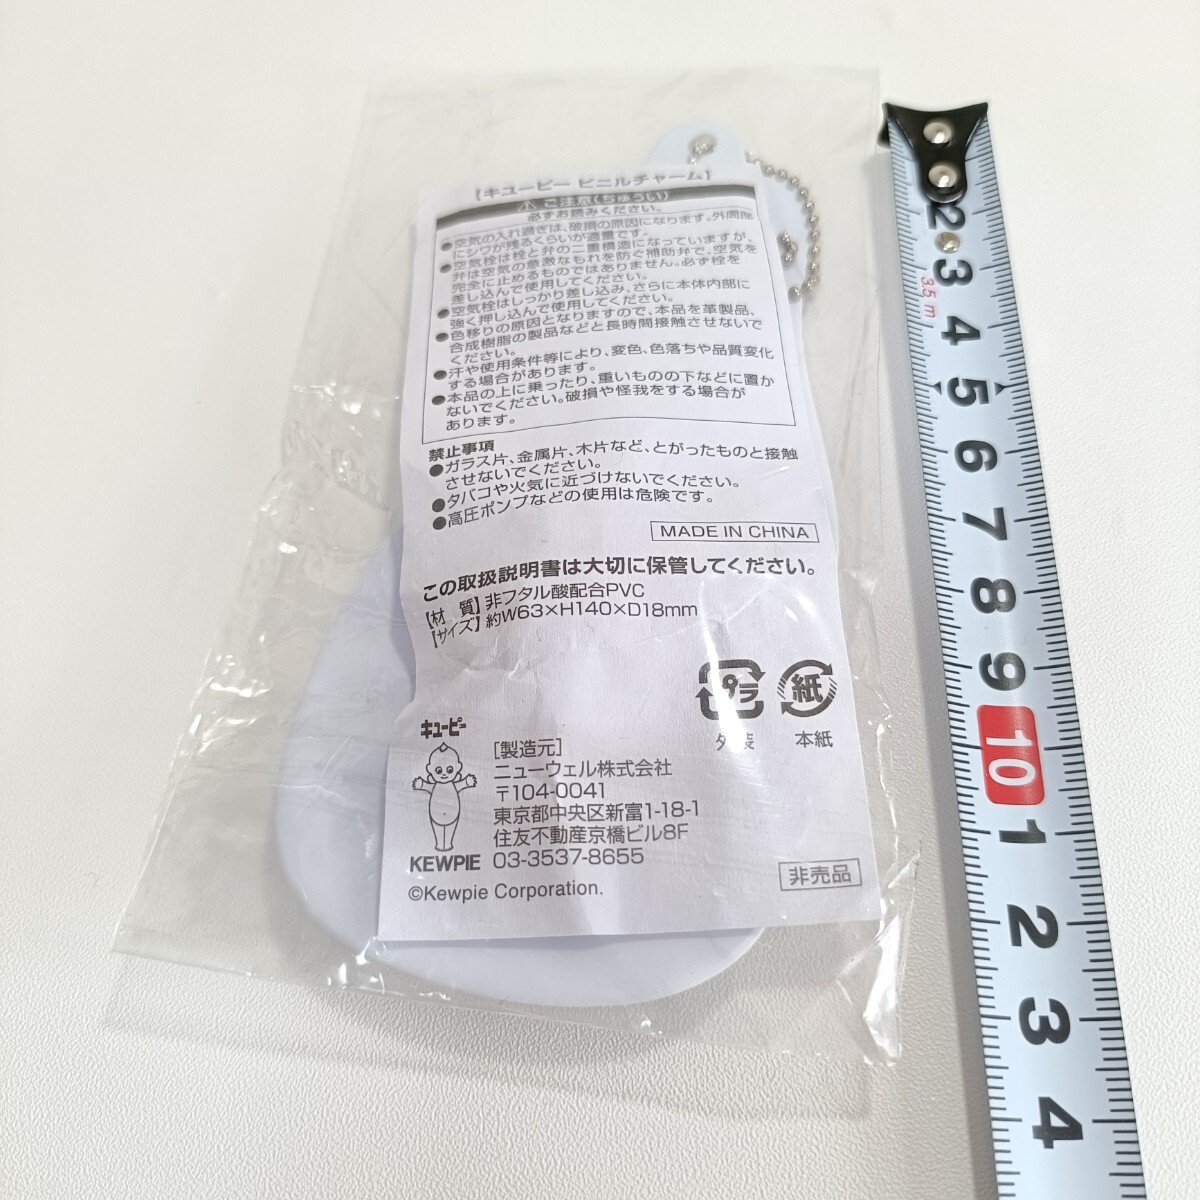 【キューピー ビニルチャーム】
⚠ ご注意(ちゅうい)
必ずお読みください。
●空気の入れ過ぎは、破損の原因になります。外周部
にシワが残るくらいが適量です。
●空気栓は栓と弁の二重構造になっていますが、
弁は空気の急激なもれを防ぐ補助弁で、空気を
完全に止めるものではありません。必ず栓を
差し込んで使用してください。
●空気栓はしっかり差し込み、さらに本体内部に
強く押し込んで使用してください。
●色移りの原因となりますので、本品を革製品、
合成樹脂の製品などと長時間接触させないで
ください。
●汗や使用条件等により、変色、色落ちや品質変化
する場合があります。
●本品の上に乗ったり、重いものの下などに置か
ないでください。破損や怪我をする場合が
あります。
禁止事項
●ガラス片、金属片、木片など、とがったものと接触
させないでください。
●タバコや火気に近づけないでください。
●高圧ポンプなどの使用は危険です。
MADE IN CHINA
この取扱説明書は大切に保管してください。
【材 質】非フタル酸配合PVC
【サイズ】約W63×H140×D18mm
プラ
外装
紙
本紙
キューピー
KEWPIE
[製造元]
ニューウェル株式会社
〒104-0041
東京都中央区新富1-18-1
住友不動産京橋ビル8F
03-3537-8655
©Kewpie Corporation.
非売品
2
3
3.5 m
4
5
6
7
8
9
10
1
2
3
4